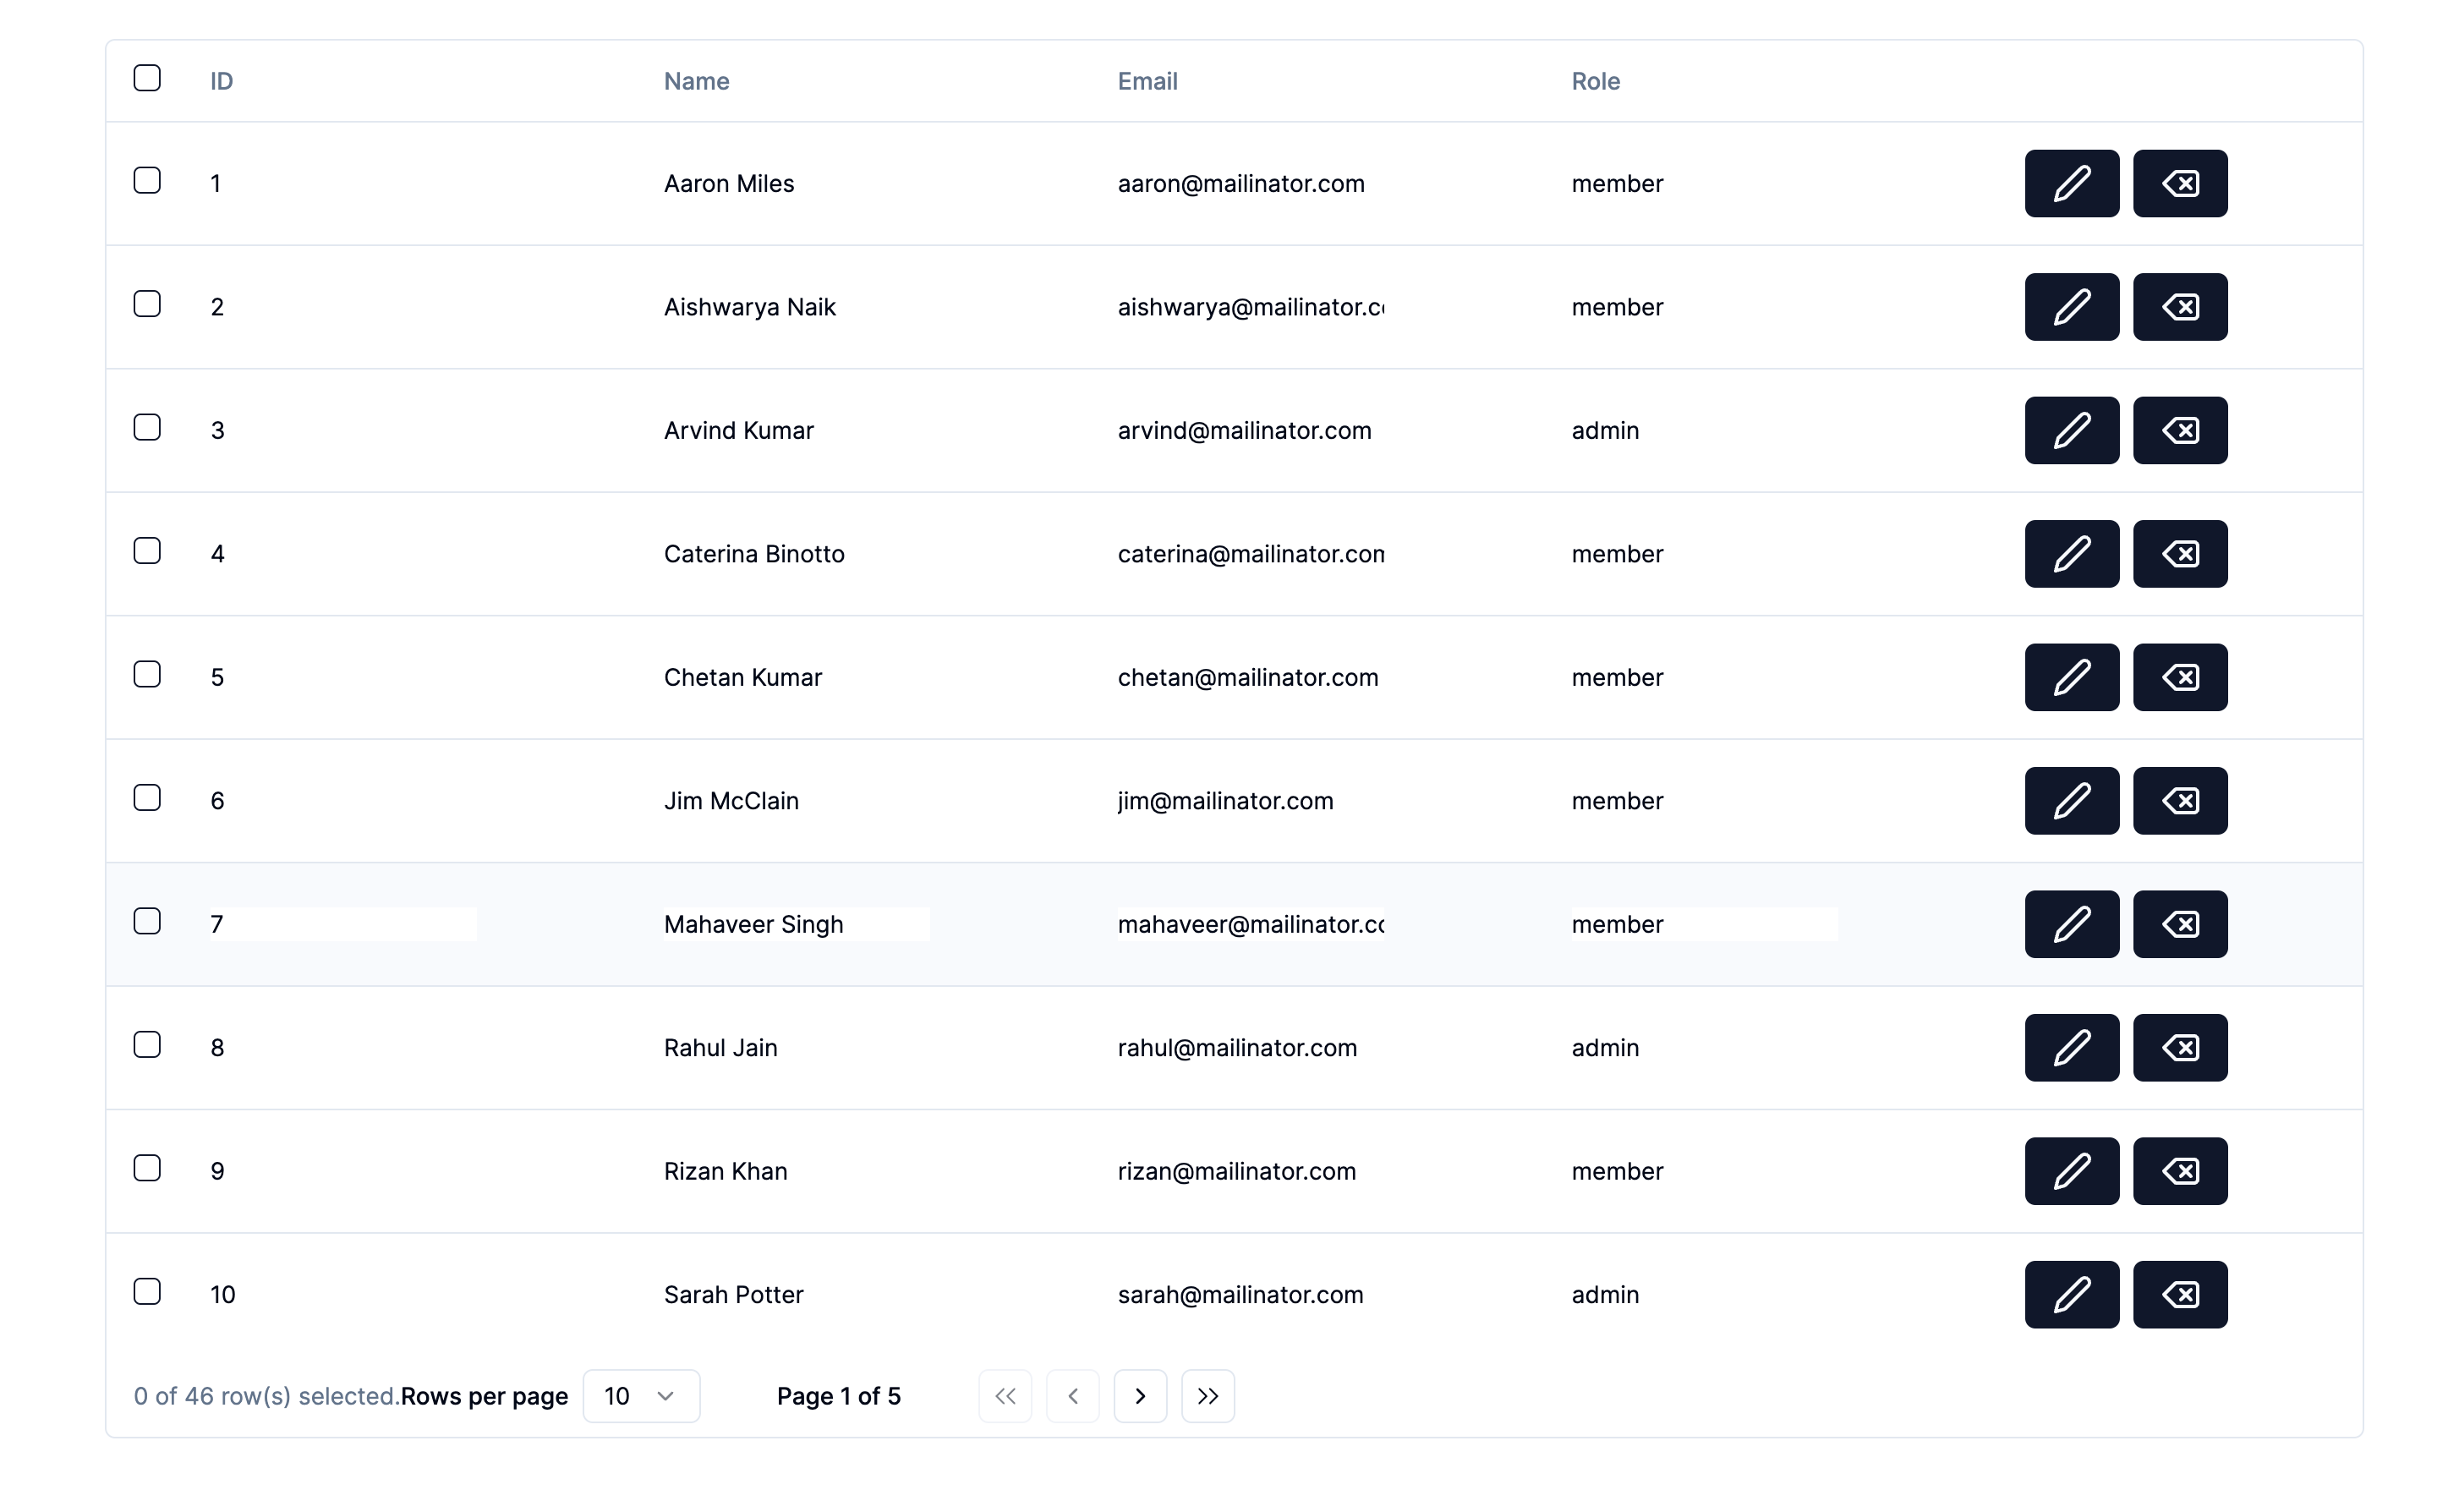 ID Name Email Role
1 Aaron Miles aaron@mailinator.com member
2 Aishwarya Naik aishwarya@mailinator.c member
3 Arvind Kumar arvind@mailinator.com admin
4 Caterina Binotto caterina@mailinator.com member
5 Chetan Kumar chetan@mailinator.com member
6 Jim McClain jim@mailinator.com member
7 Mahaveer Singh mahaveer@mailinator.c member
8 Rahul Jain rahul@mailinator.com admin
9 Rizan Khan rizan@mailinator.com member
10 Sarah Potter sarah@mailinator.com admin
0 of 46 row(s) selected.Rows per page 10 Page 1 of 5